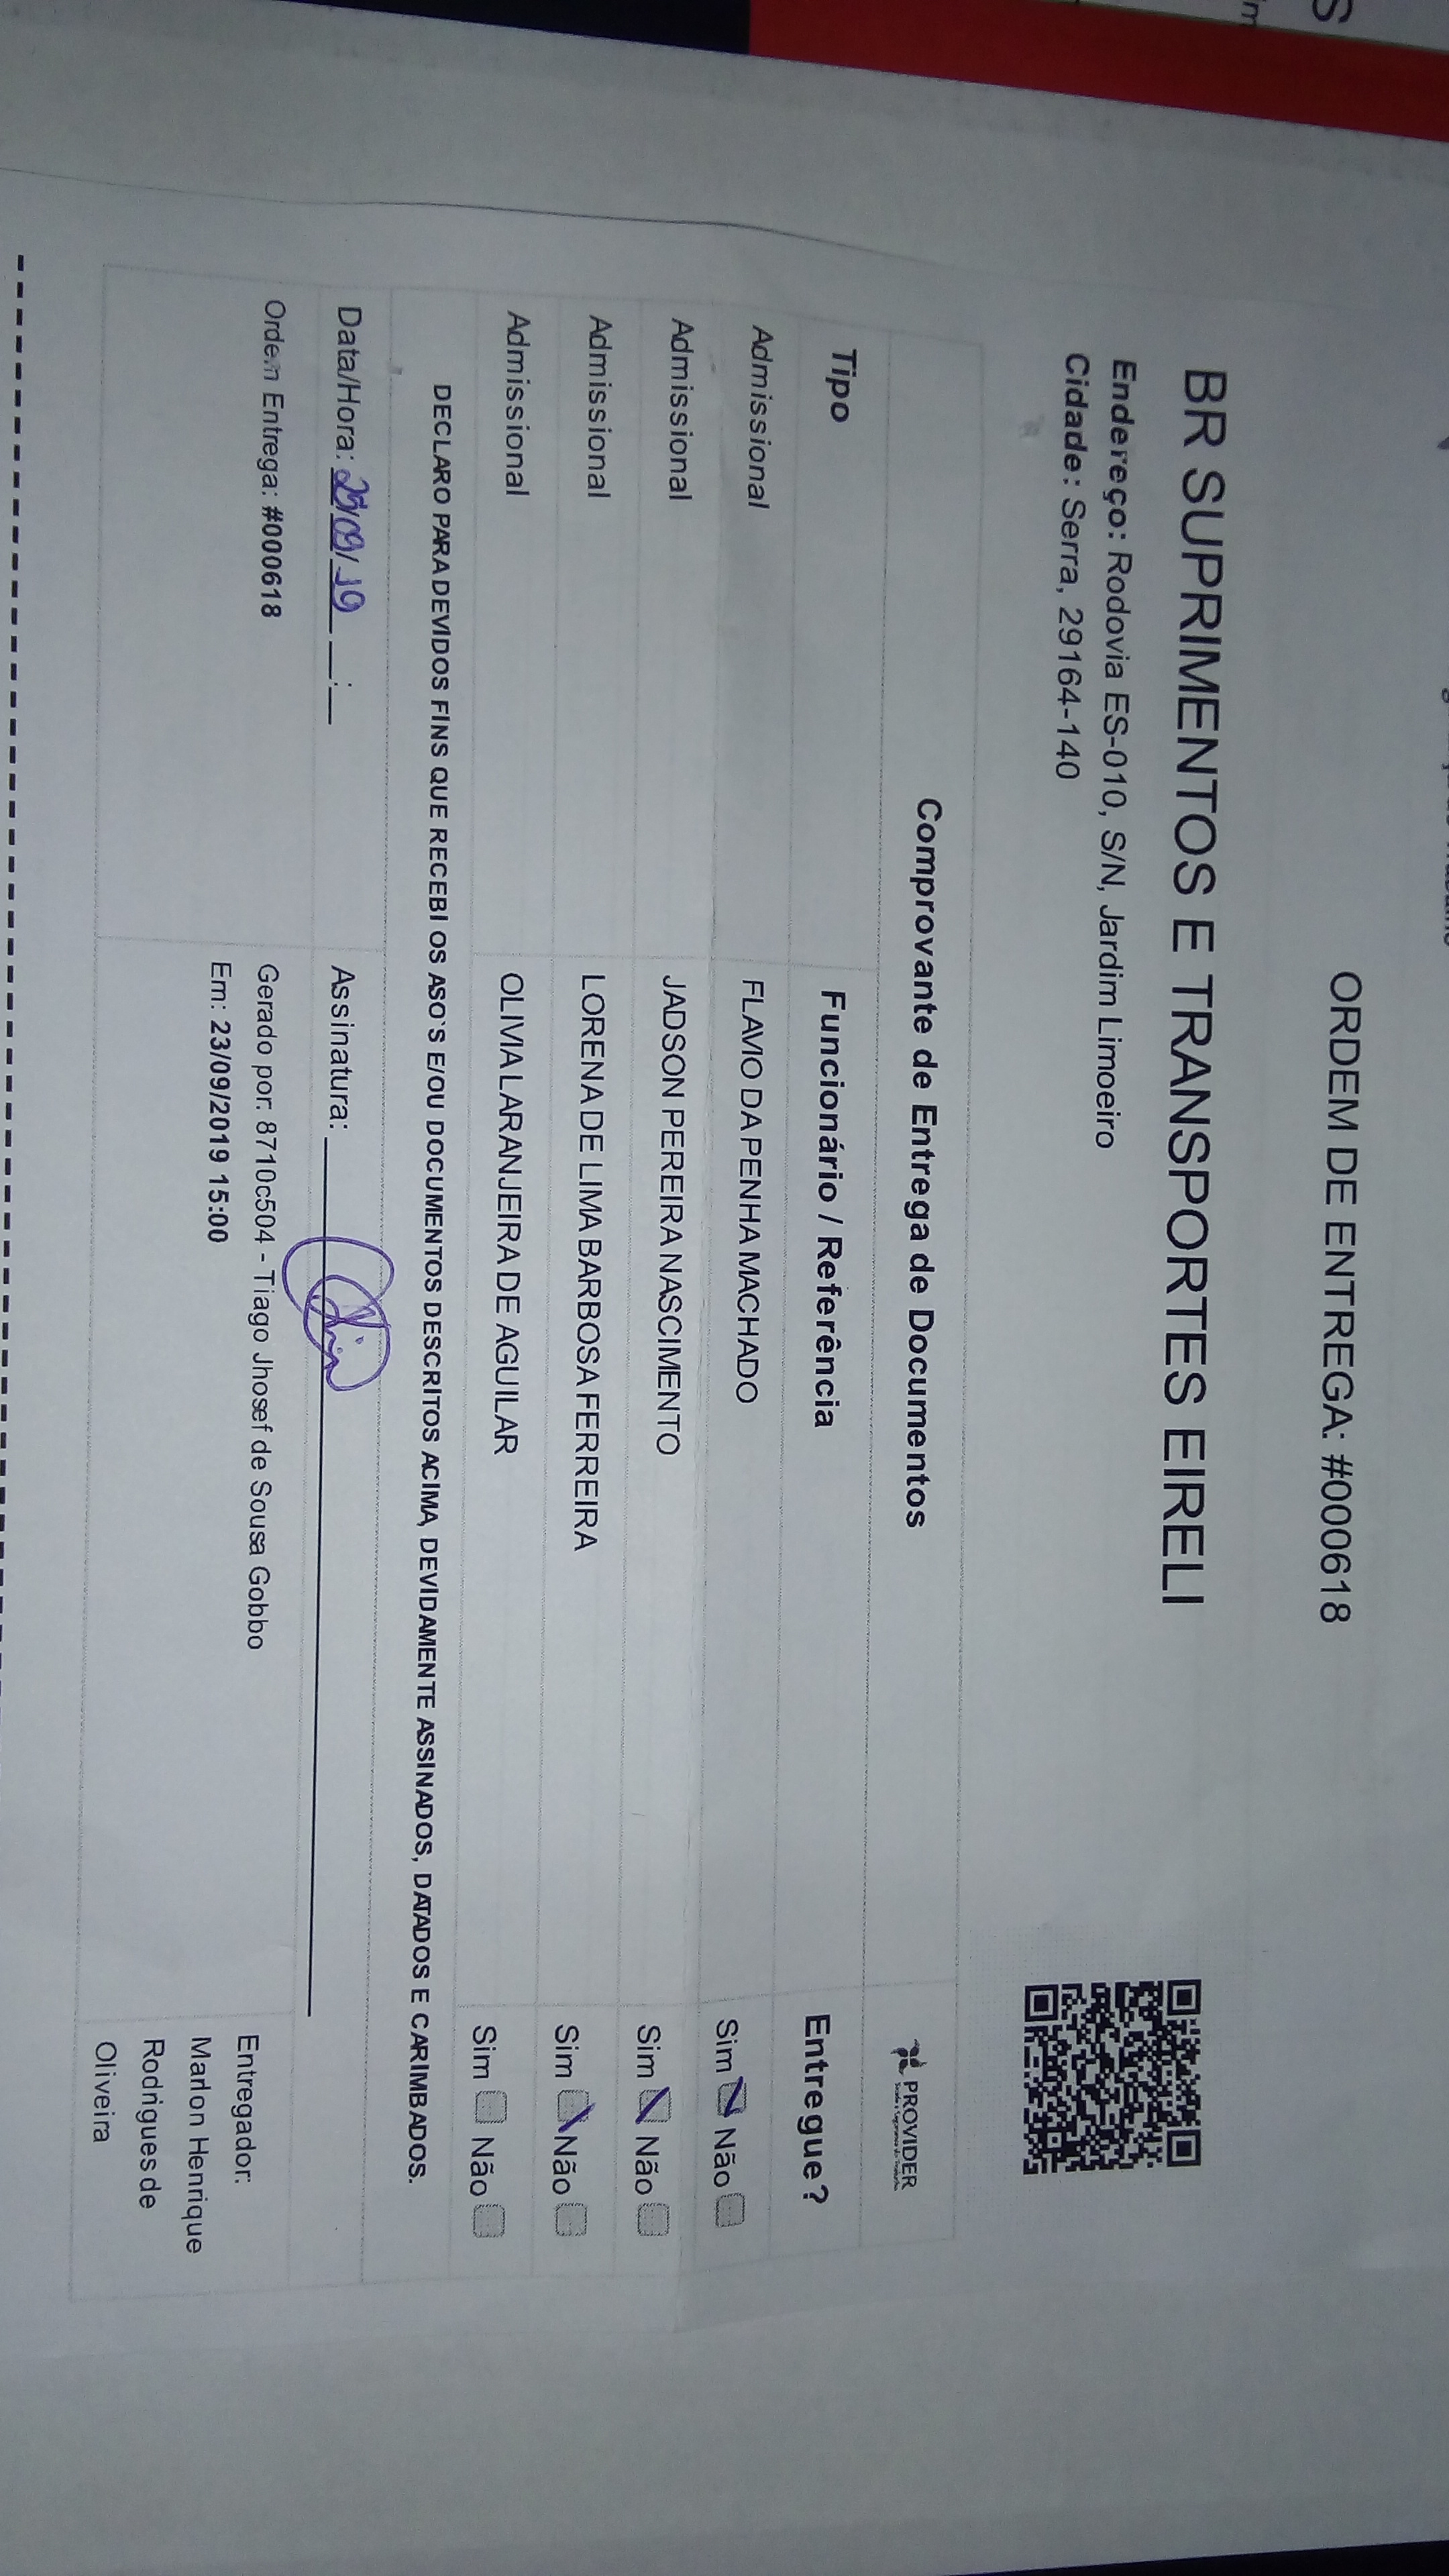 ORDEM DE ENTREGA: #000618
BR SUPRIMENTOS E TRANSPORTES EIRELI
Endereço: Rodovia ES-010, S/N, Jardim Limoeiro
Cidade: Serra, 29164-140
Comprovante de Entrega de Documentos PROVIDER
Tipo Funcionário / Referência Entregue?
Admissional FLAVIO DA PENHA MACHADO Sim Não
Admissional JADSON PEREIRA NASCIMENTO Sim Não
Admissional LORENA DE LIMA BARBOSA FERREIRA Sim Não
Admissional OLIVIA LARANJEIRA DE AGUILAR Sim Não
DECLARO PARA DEVIDOS FINS QUE RECEBI OS ASO`S E/OU DOCUMENTOS DESCRITOS ACIMA, DEVIDAMENTE ASSINADOS, DATADOS E CARIMBADOS.
Data/Hora: 25/09/19 __:__ Assinatura:
Ordem Entrega: #000618
Gerado por: 8710c504 - Tiago Jhosef de Sousa Gobbo
Em: 23/09/2019 15:00
Entregador:
Marlon Henrique
Rodrigues de
Oliveira